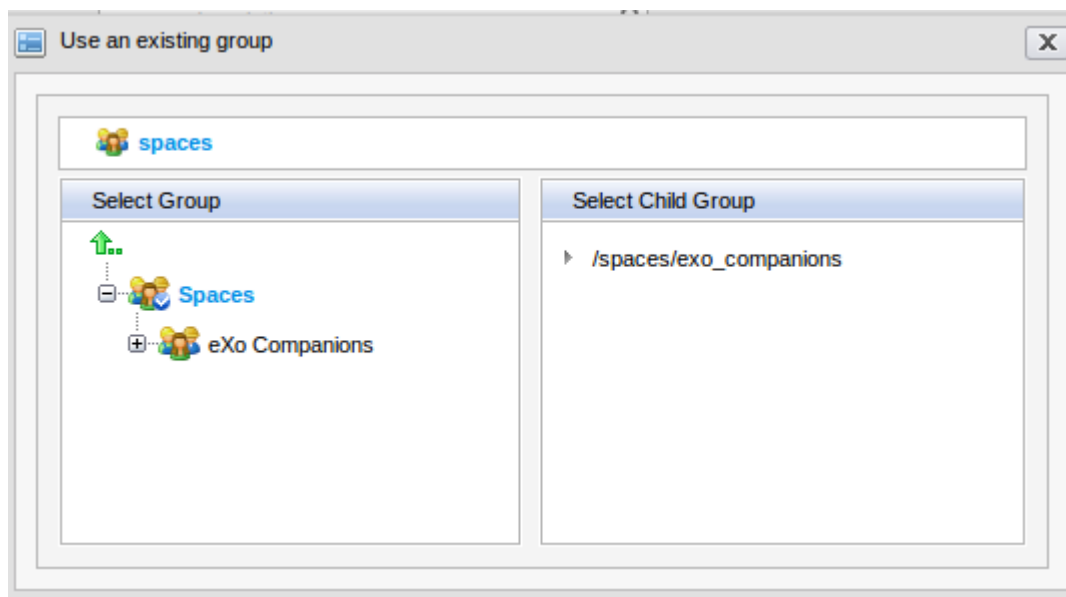 Use an existing group
X
spaces
Select Group
Select Child Group
/spaces/exo_companions
Spaces
eXo Companions